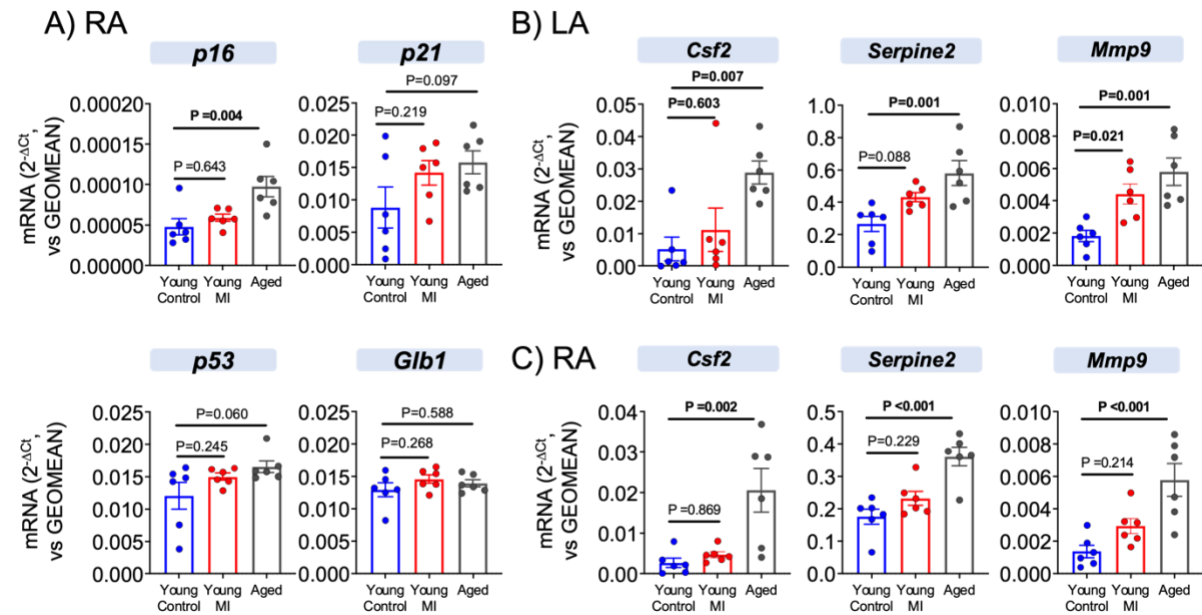 A) RA
p16
mRNA (2-ΔCt,
vs GEOMEAN)
0.00020
0.00015
0.00010
0.00005
0.00000
P =0.004
P =0.643
Young
Control
Young
MI
Aged
p21
0.025
0.020
0.015
0.010
0.005
0.000
P=0.097
P=0.219
Young
Control
Young
MI
Aged
p53
mRNA (2-ΔCt,
vs GEOMEAN)
0.025
0.020
0.015
0.010
0.005
0.000
P=0.060
P=0.245
Young
Control
Young
MI
Aged
Glb1
0.025
0.020
0.015
0.010
0.005
0.000
P=0.588
P=0.268
Young
Control
Young
MI
Aged
B) LA
Csf2
mRNA (2-ΔCt,
vs GEOMEAN)
0.05
0.04
0.03
0.02
0.01
0.00
P=0.007
P=0.603
Young
Control
Young
MI
Aged
Serpine2
1.0
0.8
0.6
0.4
0.2
0.0
P=0.001
P=0.088
Young
Control
Young
MI
Aged
Mmp9
0.010
0.008
0.006
0.004
0.002
0.000
P=0.001
P=0.021
Young
Control
Young
MI
Aged
C) RA
Csf2
mRNA (2-ΔCt,
vs GEOMEAN)
0.04
0.03
0.02
0.01
0.00
P=0.002
P =0.869
Young
Control
Young
MI
Aged
Serpine2
0.5
0.4
0.3
0.2
0.1
0.0
P <0.001
P=0.229
Young
Control
Young
MI
Aged
Mmp9
0.010
0.008
0.006
0.004
0.002
0.000
P <0.001
P =0.214
Young
Control
Young
MI
Aged